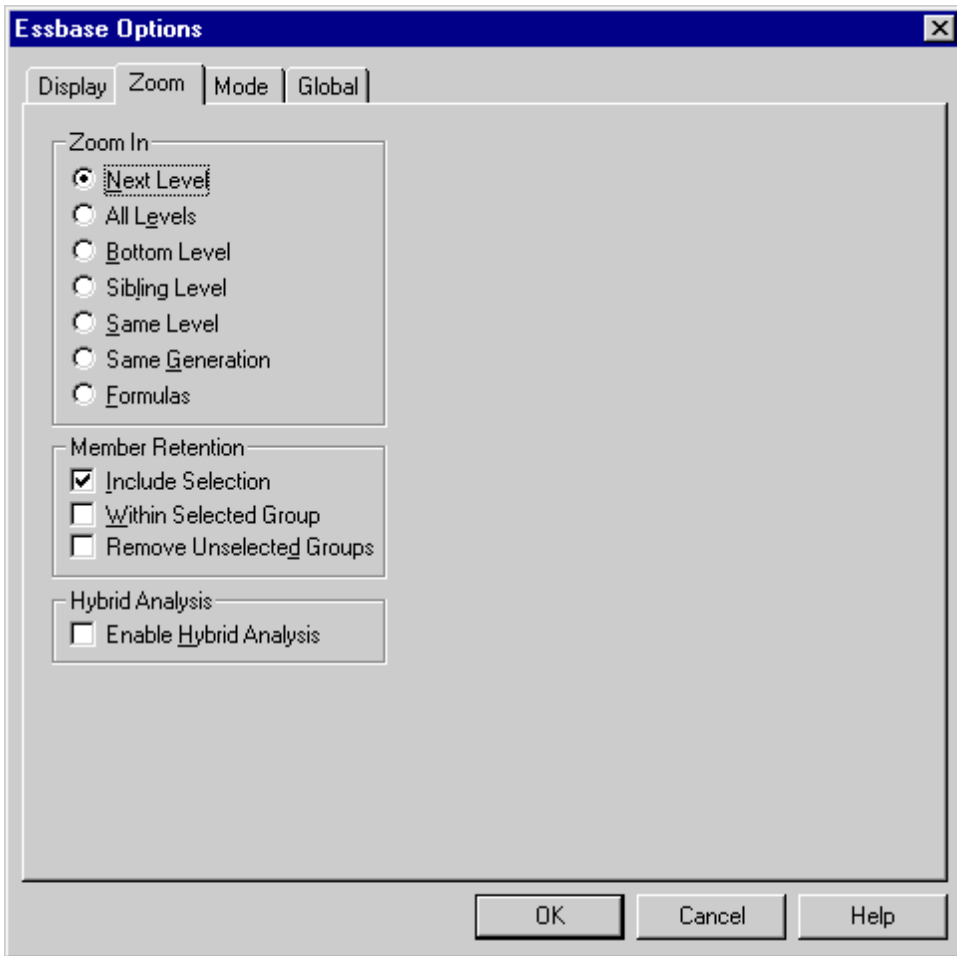 Essbase Options
Display Zoom Mode Global
Zoom In
Next Level
All Levels
Bottom Level
Sibling Level
Same Level
Same Generation
Formulas
Member Retention
Include Selection
Within Selected Group
Remove Unselected Groups
Hybrid Analysis
Enable Hybrid Analysis
OK Cancel Help